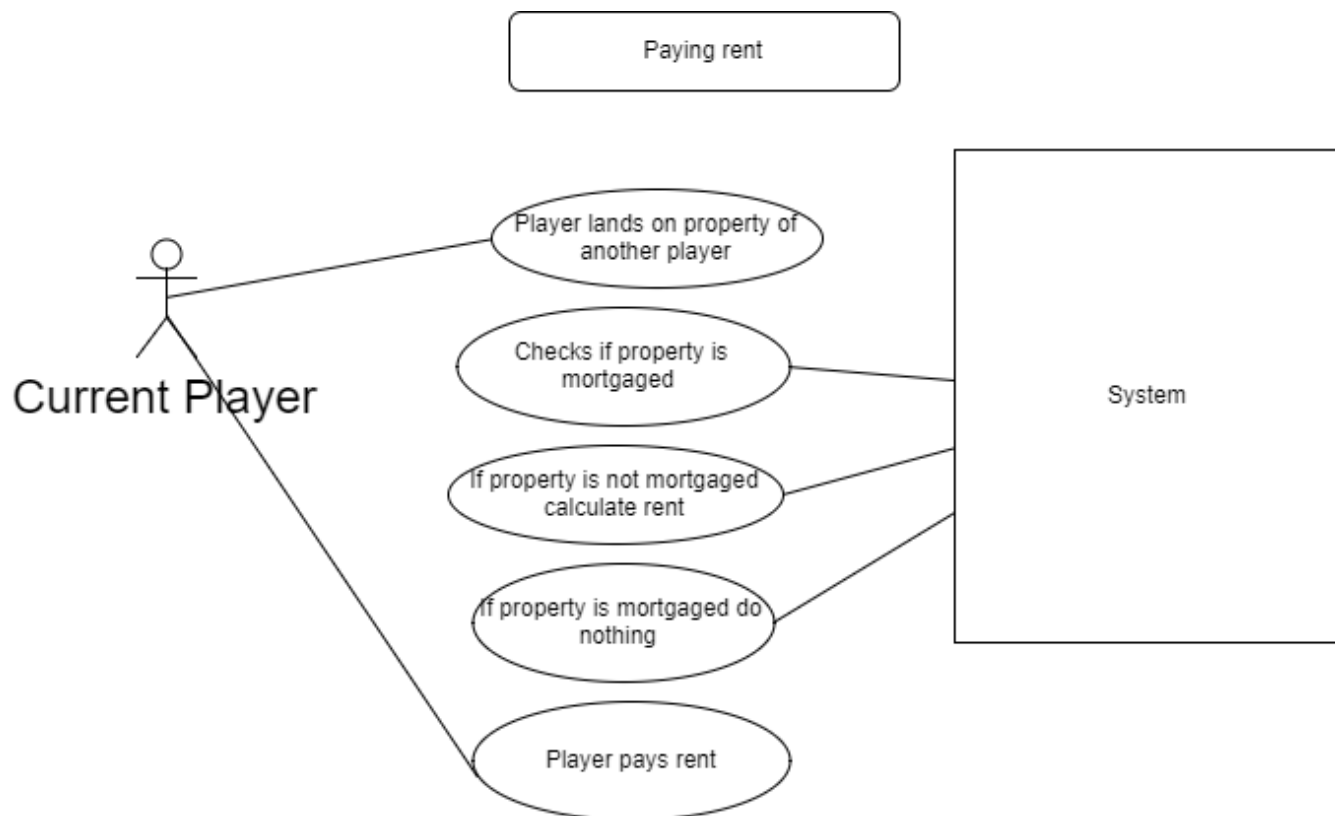 Paying rent
Player lands on property of
another player
Checks if property is
mortgaged
System
Current Player
If property is not mortgaged
calculate rent
If property is mortgaged do
nothing
Player pays rent